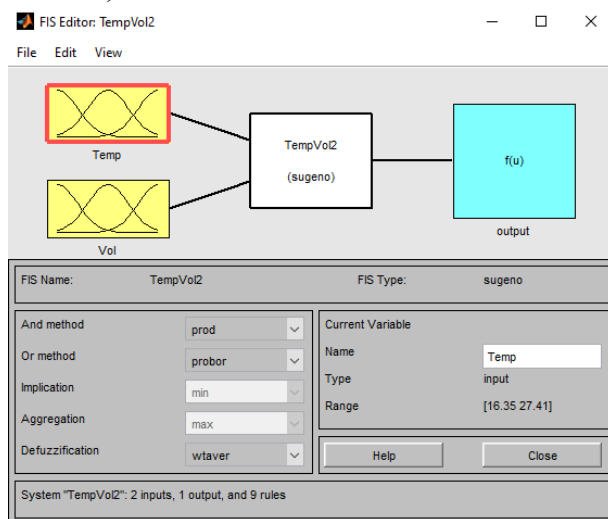 FIS Editor: TempVol2
File Edit View
Temp
Vol
TempVol2
(sugeno)
f(u)
output
FIS Name: TempVol2 FIS Type: sugeno
And method prod
Or method probor
Implication min
Aggregation max
Defuzzification wtaver
Current Variable
Name Temp
Type input
Range [16.35 27.41]
Help Close
System "TempVol2": 2 inputs, 1 output, and 9 rules